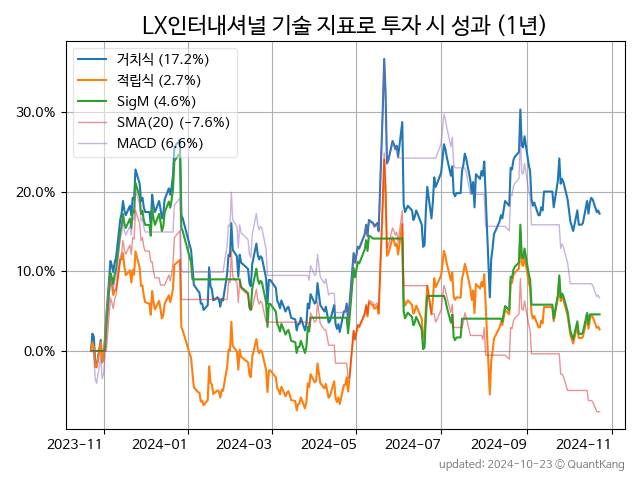 LX인터내셔널 기술 지표로 투자 시 성과 (1년)
거치식 (17.2%)
적립식 (2.7%)
SigM (4.6%)
SMA(20) (−7.6%)
MACD (6.6%)
30.0%
20.0%
10.0%
0.0%
2023-11 2024-01 2024-03 2024-05 2024-07 2024-09 2024-11
updated: 2024-10-23 © QuantKang